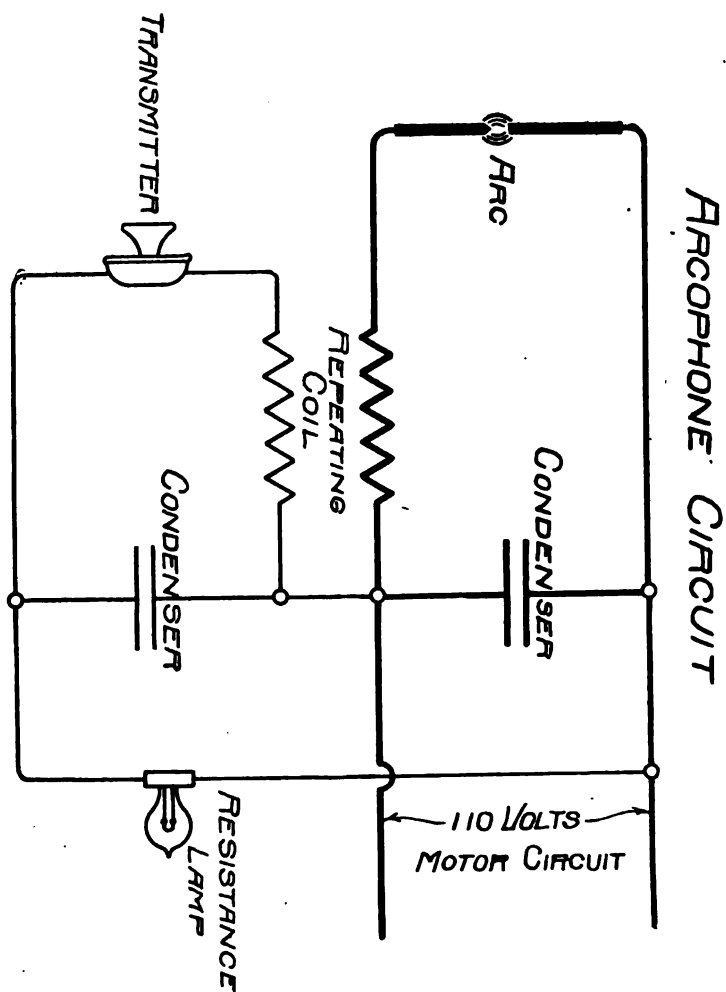 ARCOPHONE CIRCUIT
ARC
CONDENSER
110 VOLTS
MOTOR CIRCUIT
REPEATING
COIL
TRANSMITTER
CONDENSER
RESISTANCE
LAMP